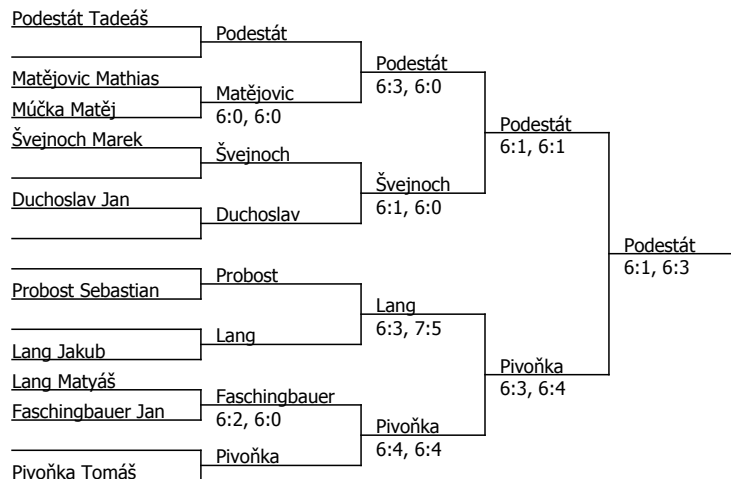 Podestát Tadeáš
Matějovic Mathias
Múčka Matěj
Švejnoch Marek
Duchoslav Jan
Probost Sebastian
Lang Jakub
Lang Matyáš
Faschingbauer Jan
Pivoňka Tomáš
Podestát
Matějovic
6:0, 6:0
Švejnoch
Duchoslav
Probost
Lang
Faschingbauer
6:2, 6:0
Pivoňka
Podestát
6:3, 6:0
Švejnoch
6:1, 6:0
Lang
6:3, 7:5
Pivoňka
6:4, 6:4
Podestát
6:1, 6:1
Pivoňka
6:3, 6:4
Podestát
6:1, 6:3